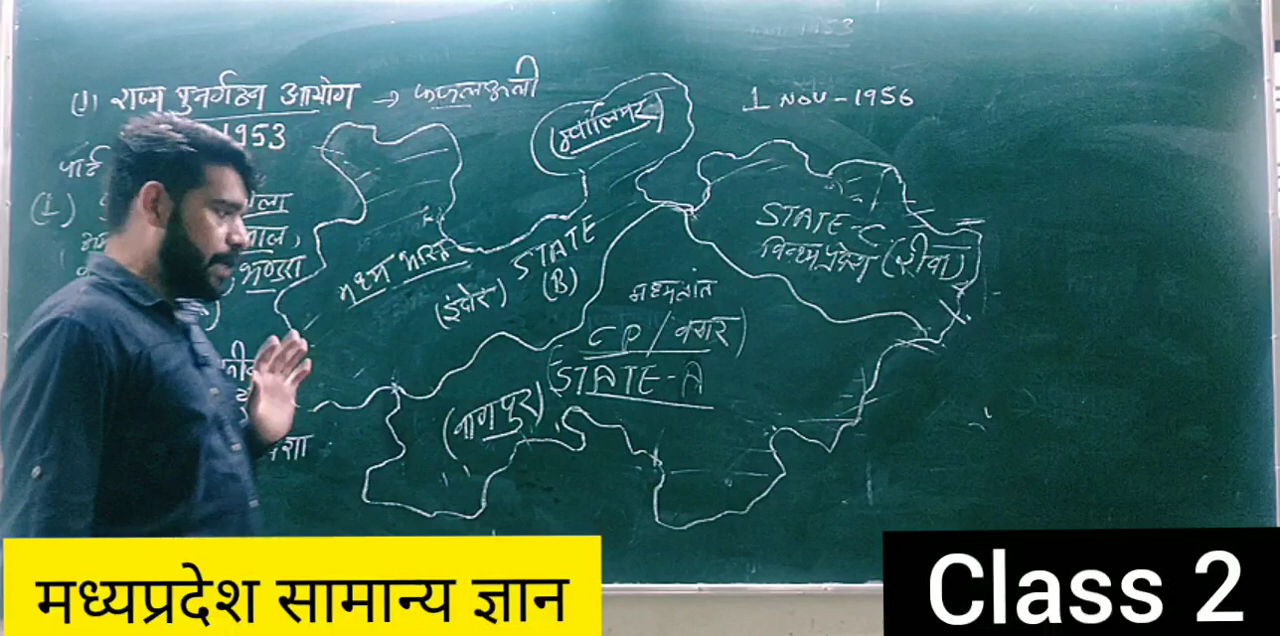 (1) राज्य पुनर्गठन आयोग → फजलअली
1953
1 NOV - 1956
(ग्वालियर)
मध्य भारत
(इंदौर) STATE
(B)
STATE-C
विन्ध्यप्रदेश (रीवा)
मध्यप्रांत
CP / बरार)
(STATE-A
(नागपुर)
(1)
मध्यप्रदेश सामान्य ज्ञान
Class 2